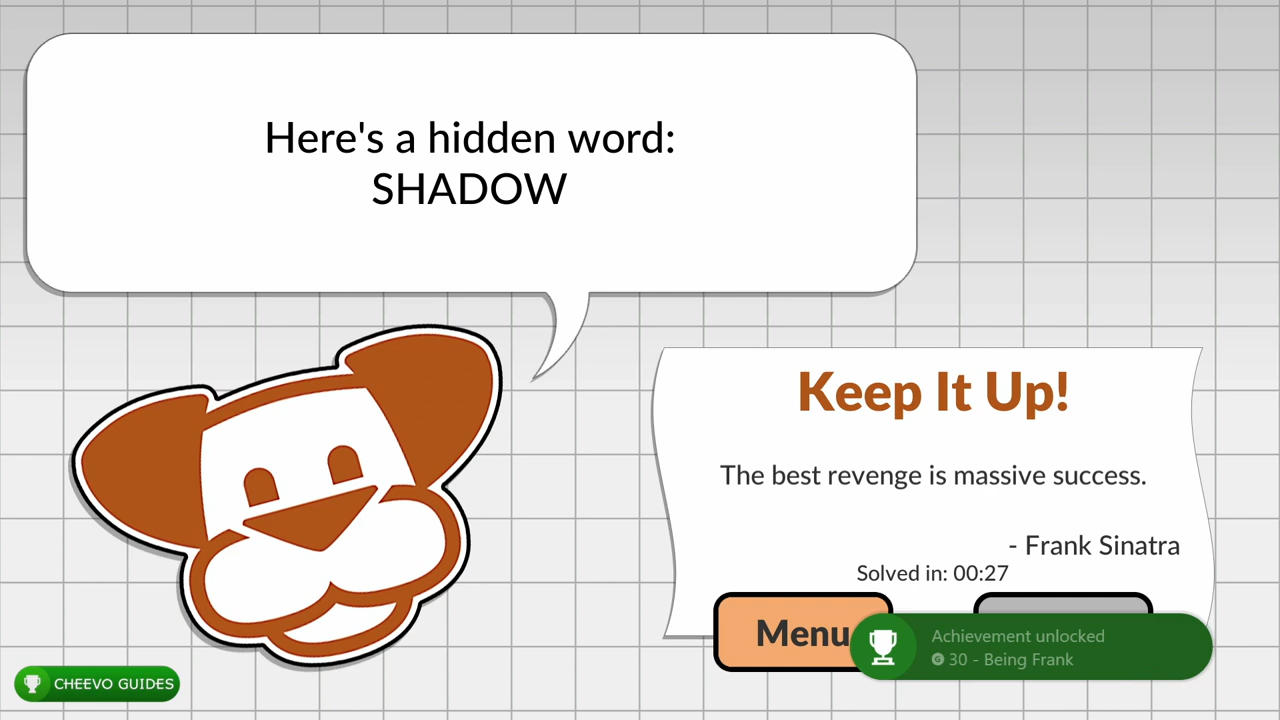 Here's a hidden word:
SHADOW
Keep It Up!
The best revenge is massive success.
- Frank Sinatra
Solved in: 00:27
Menu
Achievement unlocked
G 30 - Being Frank
CHEEVO GUIDES